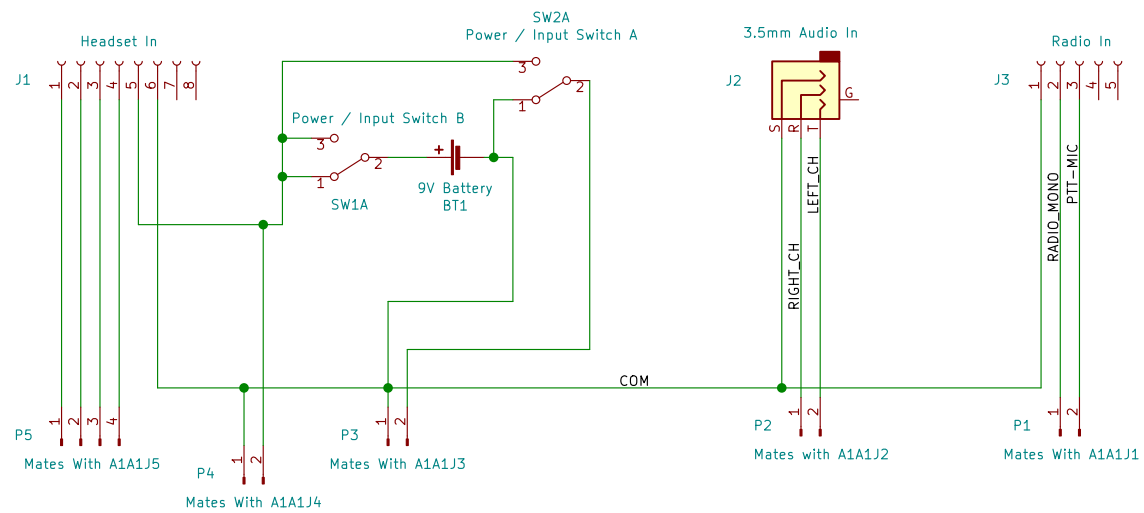 SW2A
Power / Input Switch A
Headset In
3.5mm Audio In
Radio In
J1
1 2 3 4 5 6 7 8
3
2
1
J2
G
S R T
J3
1 2 3 4 5
Power / Input Switch B
3
2
1
SW1A
+
9V Battery
BT1
LEFT_CH
RIGHT_CH
PTT-MIC
RADIO_MONO
COM
P5
1 2 3 4
Mates With A1A1J5
P4
1 2
Mates With A1A1J4
P3
1 2
Mates With A1A1J3
P2
1 2
Mates with A1A1J2
P1
1 2
Mates With A1A1J1